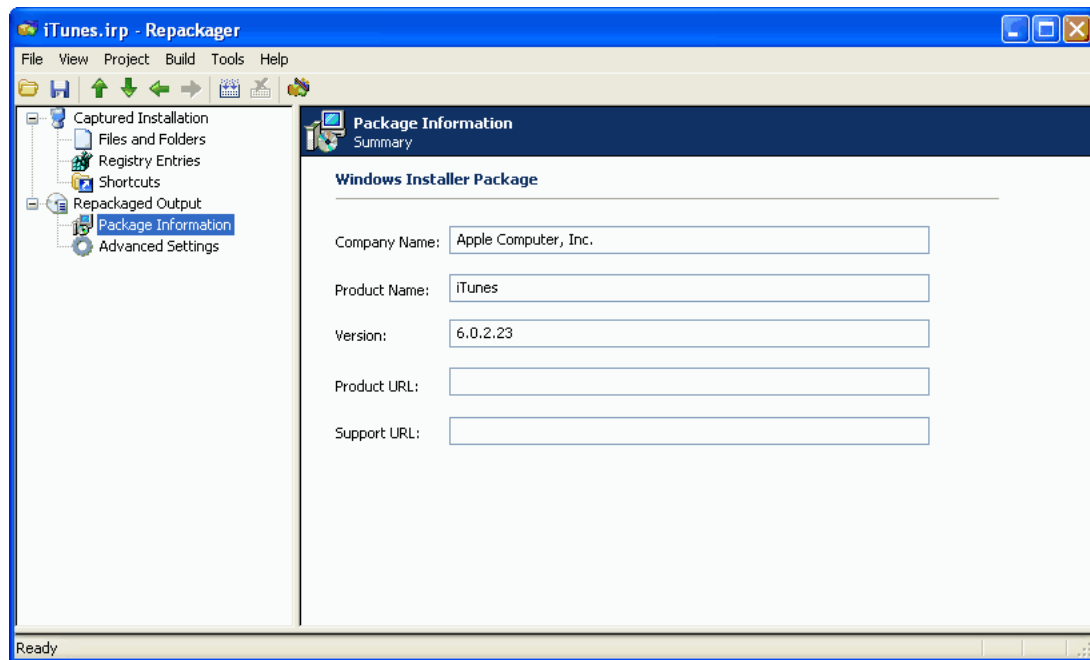 iTunes.irp - Repackager
File View Project Build Tools Help
Captured Installation
Files and Folders
Registry Entries
Shortcuts
Repackaged Output
Package Information
Advanced Settings
Package Information
Summary
Windows Installer Package
Company Name: Apple Computer, Inc.
Product Name: iTunes
Version: 6.0.2.23
Product URL:
Support URL:
Ready